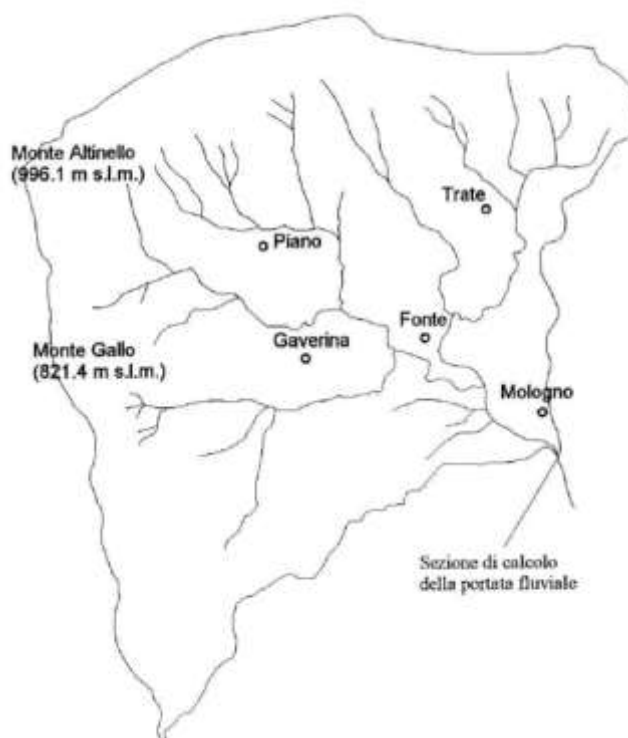 Monte Altinello
(996.1 m s.l.m.)
Trate
Piano
Fonte
Gaverina
Monte Gallo
(821.4 m s.l.m.)
Mologno
Sezione di calcolo
della portata fluviale